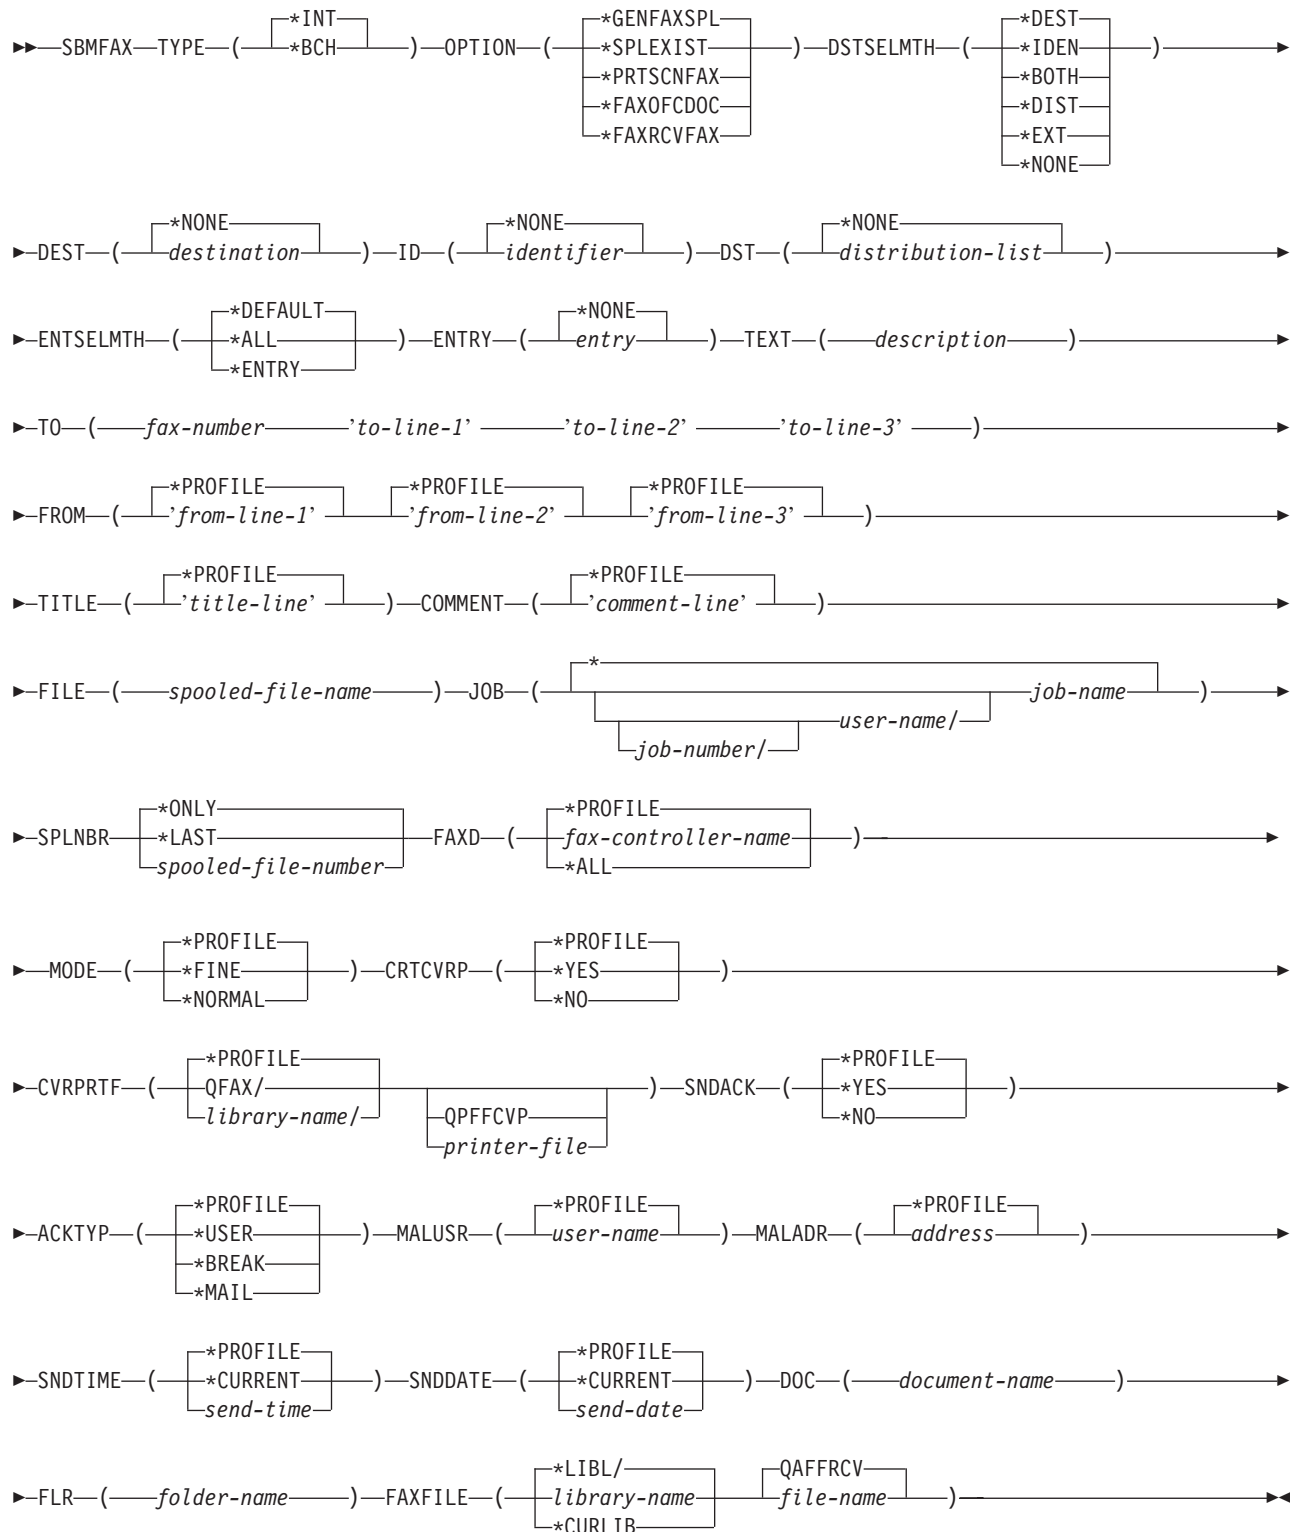 *INT *GENFAXSPL *DEST
SBMFAX TYPE ( *BCH ) OPTION ( *SPLEXIST ) DSTSELMTH ( *IDEN )
*PRTSCNFAX *BOTH
*FAXOFCDOC *DIST
*FAXRCVFAX *EXT
*NONE
*NONE *NONE *NONE
DEST ( destination ) ID ( identifier ) DST ( distribution-list )
*DEFAULT *NONE
ENTSELMTH ( *ALL ) ENTRY ( entry ) TEXT ( description )
*ENTRY
TO ( fax-number 'to-line-1' 'to-line-2' 'to-line-3' )
*PROFILE *PROFILE *PROFILE
FROM ( 'from-line-1' 'from-line-2' 'from-line-3' )
*PROFILE *PROFILE
TITLE ( 'title-line' ) COMMENT ( 'comment-line' )
*
FILE ( spooled-file-name ) JOB ( job-name )
user-name/
job-number/
*ONLY *PROFILE
SPLNBR *LAST FAXD ( fax-controller-name )
spooled-file-number *ALL
*PROFILE *PROFILE
MODE ( *FINE ) CRTCVRP ( *YES )
*NORMAL *NO
*PROFILE *PROFILE
CVRPRTF ( QFAX/ ) SNDACK ( *YES )
library-name/ QPFFCVP *NO
printer-file
*PROFILE *PROFILE *PROFILE
ACKTYP ( *USER ) MALUSR ( user-name ) MALADR ( address )
*BREAK
*MAIL
*PROFILE *PROFILE
SNDTIME ( *CURRENT ) SNDDATE ( *CURRENT ) DOC ( document-name )
send-time send-date
*LIBL/ QAFFRCV
FLR ( folder-name ) FAXFILE ( library-name file-name )
*CURLIB